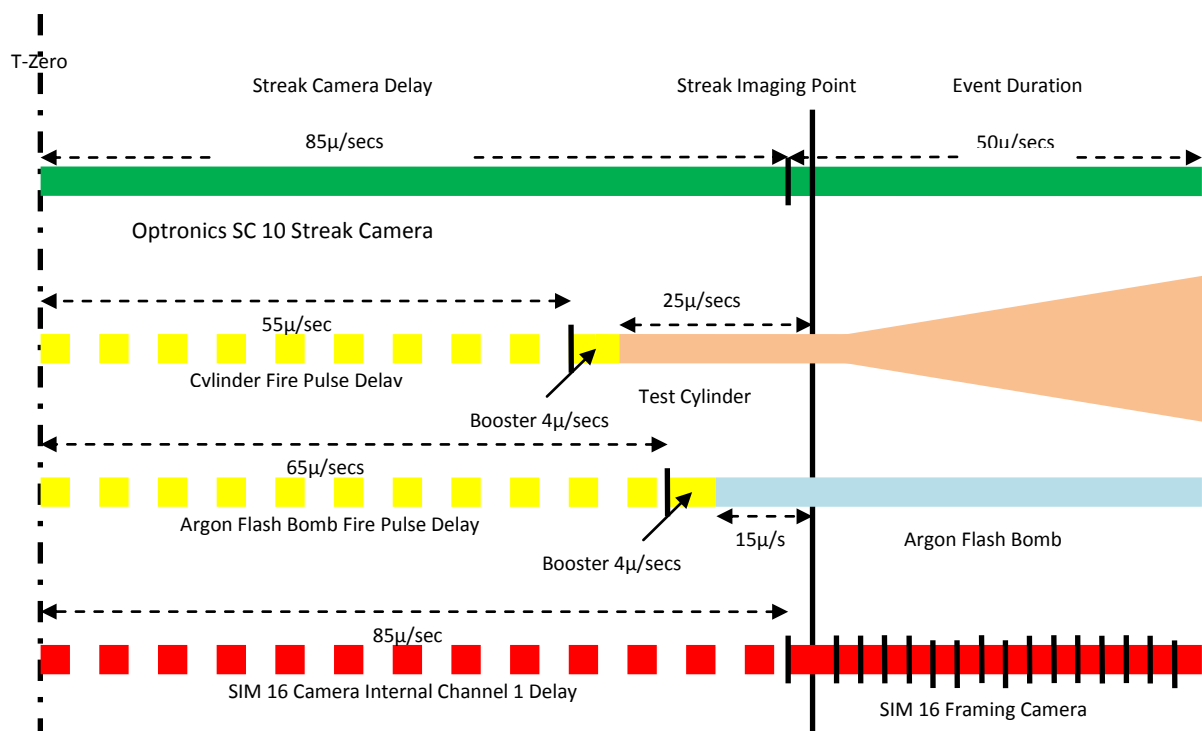 T-Zero
Streak Camera Delay
Streak Imaging Point
Event Duration
85µ/secs
50µ/secs
Optronics SC 10 Streak Camera
25µ/secs
55µ/sec
Cylinder Fire Pulse Delay
Test Cylinder
Booster 4µ/secs
65µ/secs
Argon Flash Bomb Fire Pulse Delay
15µ/s
Argon Flash Bomb
Booster 4µ/secs
85µ/sec
SIM 16 Camera Internal Channel 1 Delay
SIM 16 Framing Camera